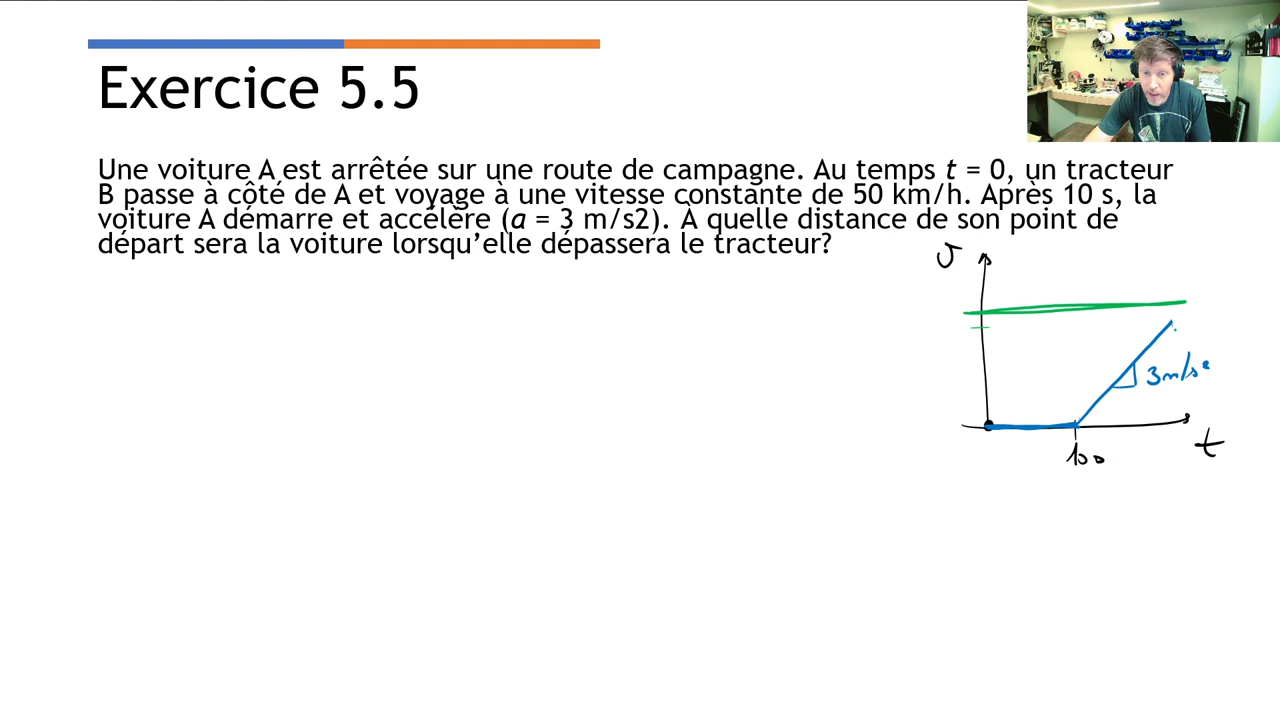 Exercice 5.5
Une voiture A est arrêtée sur une route de campagne. Au temps t = 0, un tracteur
B passe à côté de A et voyage à une vitesse constante de 50 km/h. Après 10 s, la
voiture A démarre et accélère (a = 3 m/s2). À quelle distance de son point de
départ sera la voiture lorsqu’elle dépassera le tracteur?
v
3m/s²
t